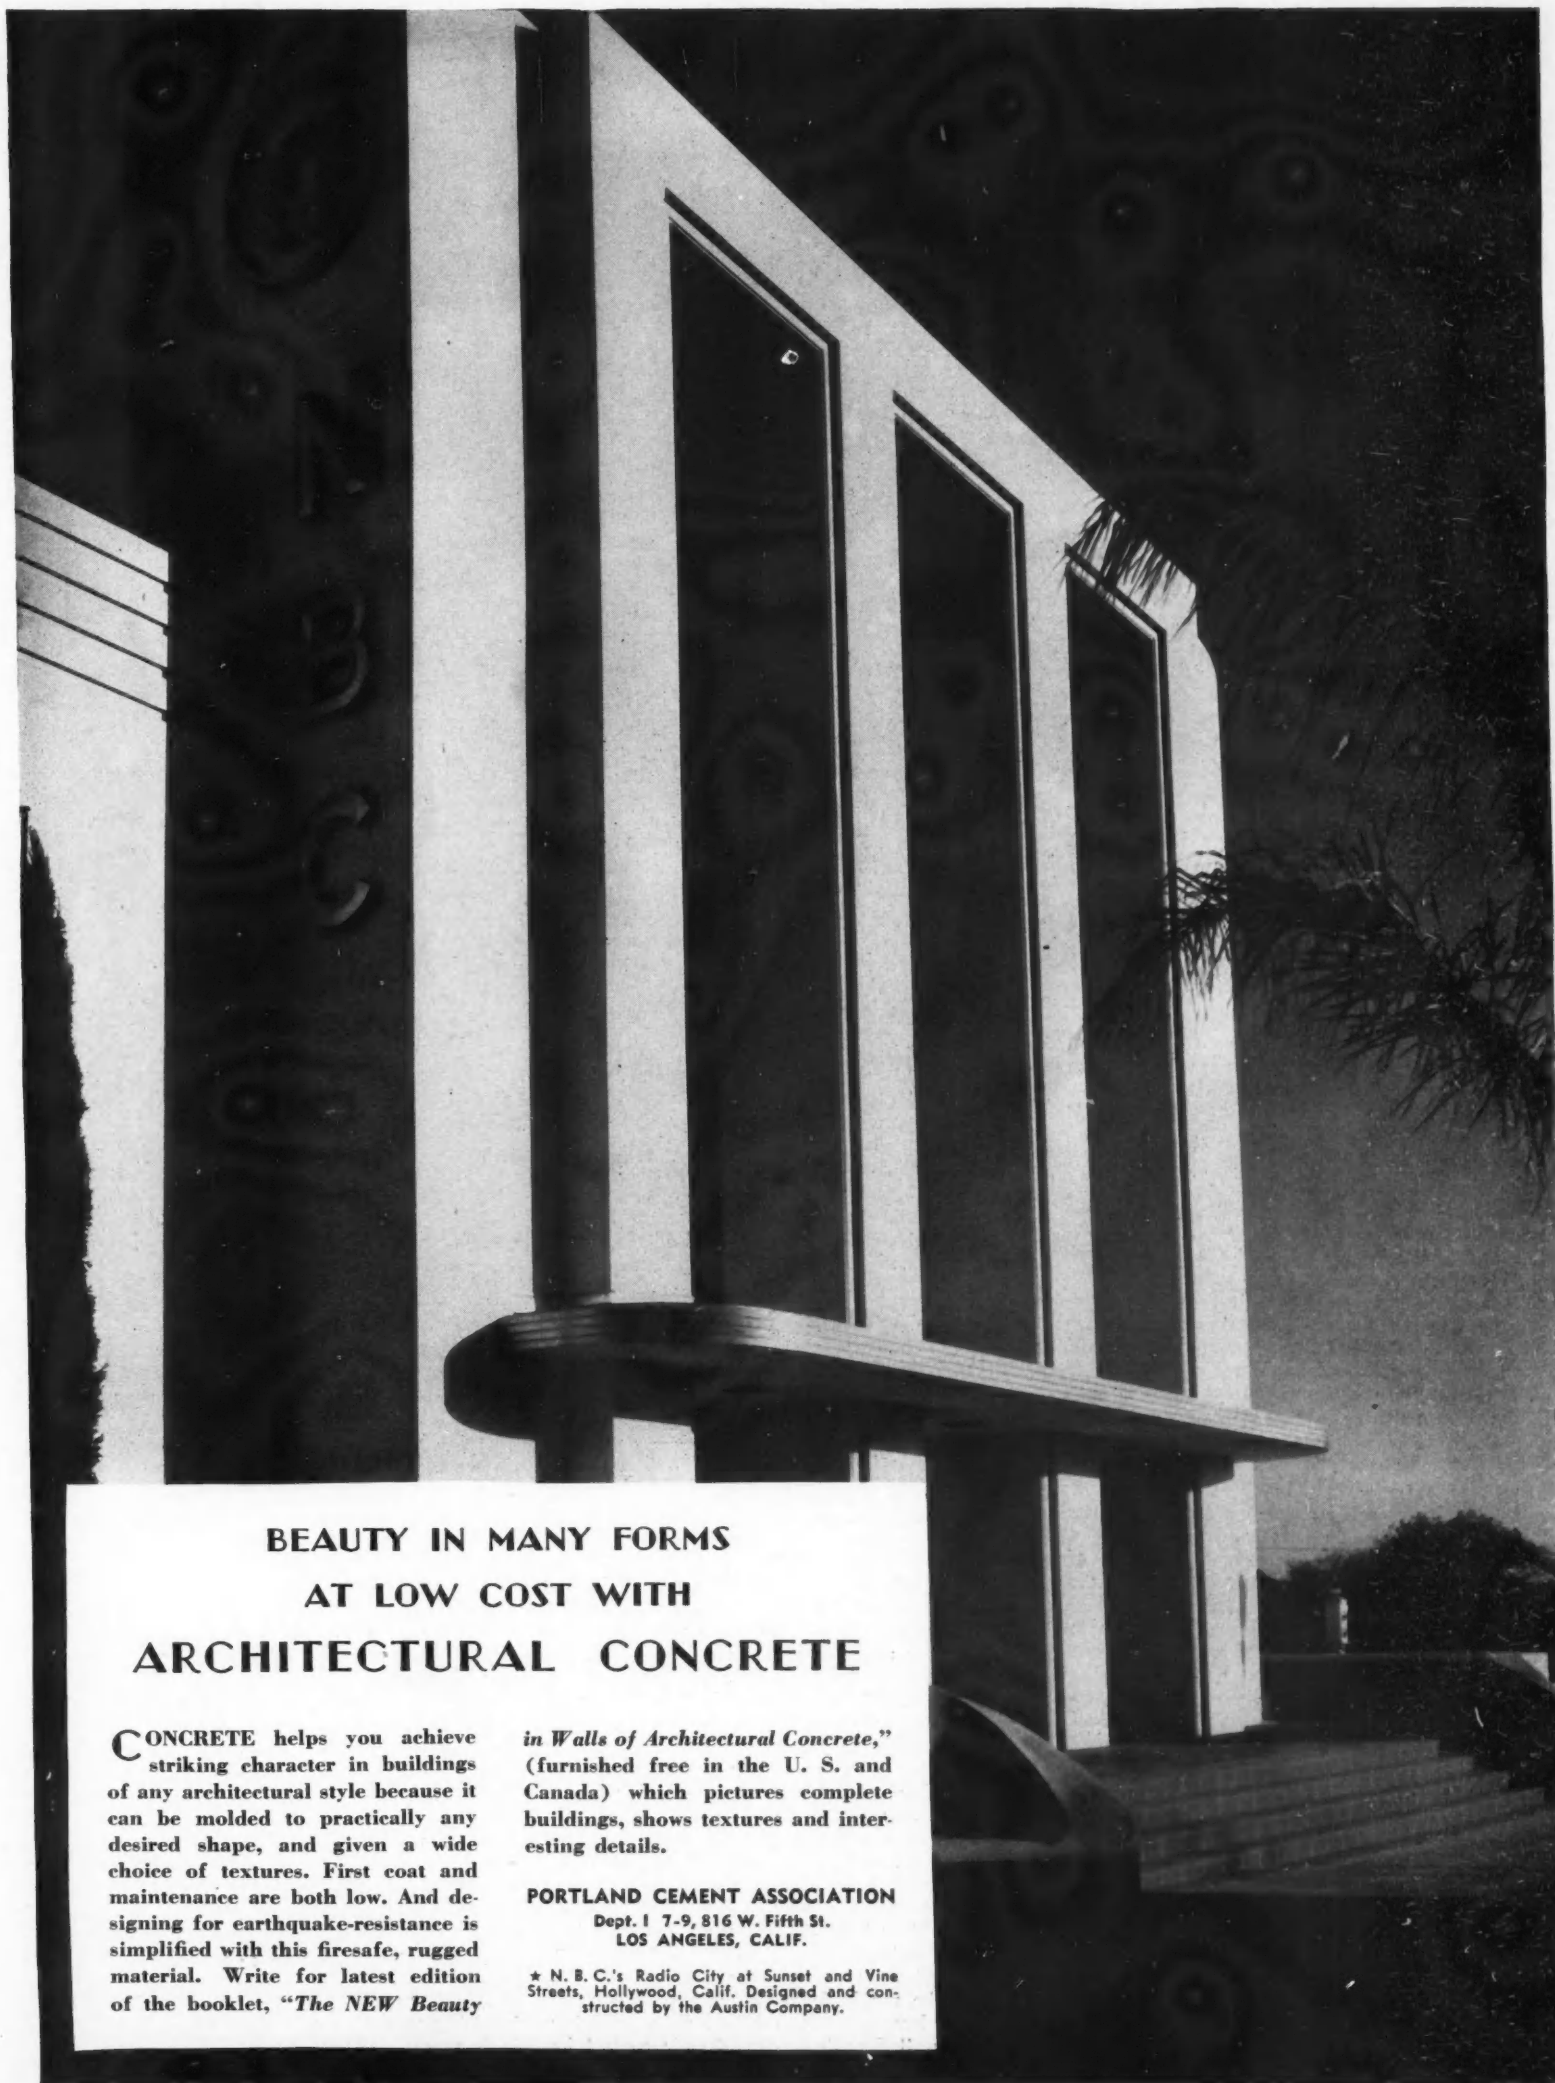 N
B
C
BEAUTY IN MANY FORMS
AT LOW COST WITH
ARCHITECTURAL CONCRETE
CONCRETE helps you achieve
striking character in buildings
of any architectural style because it
can be molded to practically any
desired shape, and given a wide
choice of textures. First coat and
maintenance are both low. And de-
signing for earthquake-resistance is
simplified with this firesafe, rugged
material. Write for latest edition
of the booklet, “The NEW Beauty
in Walls of Architectural Concrete,”
(furnished free in the U. S. and
Canada) which pictures complete
buildings, shows textures and inter-
esting details.
PORTLAND CEMENT ASSOCIATION
Dept. I 7-9, 816 W. Fifth St.
LOS ANGELES, CALIF.
★ N. B. C.'s Radio City at Sunset and Vine
Streets, Hollywood, Calif. Designed and con-
structed by the Austin Company.